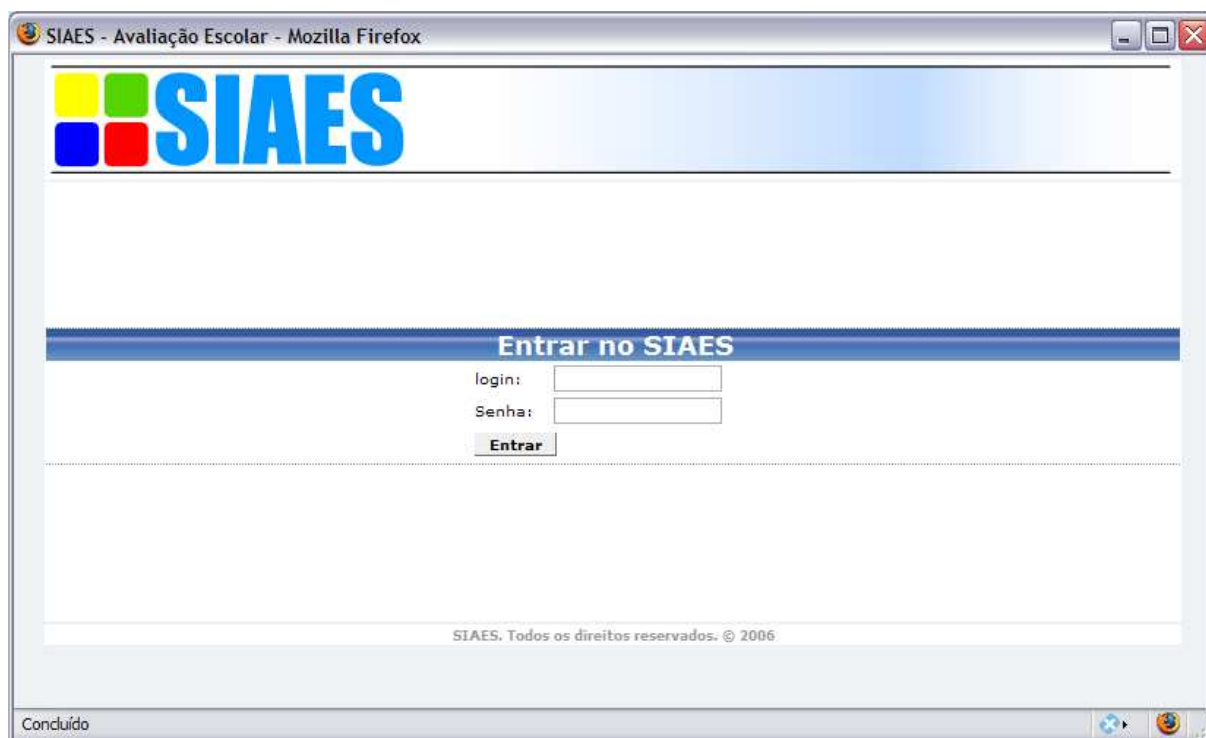 SIAES - Avaliação Escolar - Mozilla Firefox
SIAES
Entrar no SIAES
login:
Senha:
Entrar
SIAES. Todos os direitos reservados. © 2006
Concluído